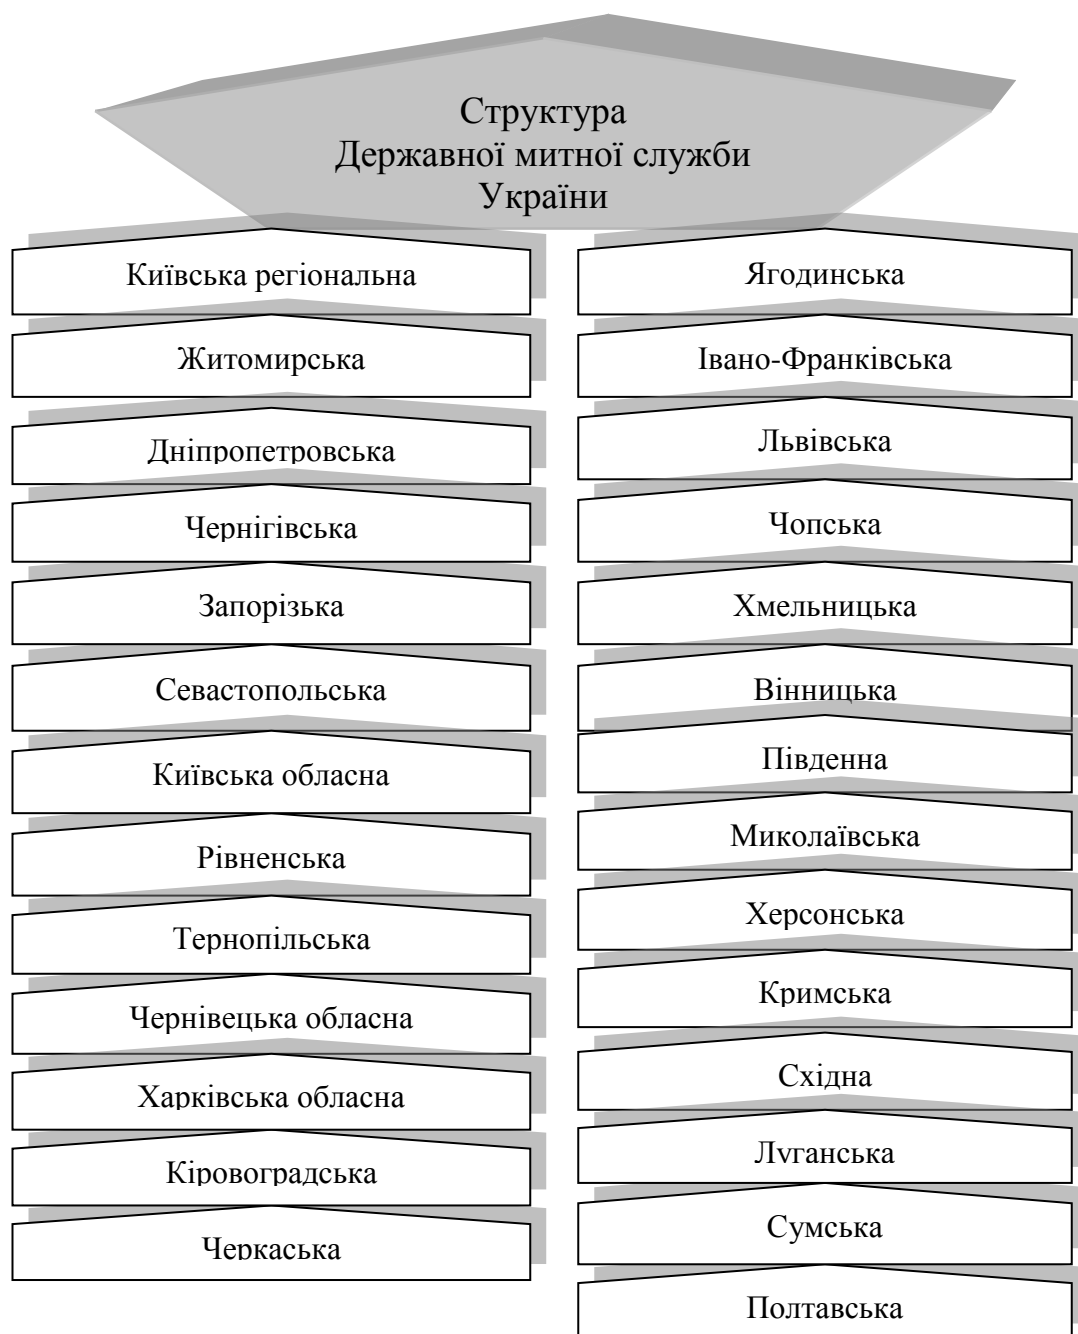 Структура
Державної митної служби
України
Київська регіональна
Житомирська
Дніпропетровська
Чернігівська
Запорізька
Севастопольська
Київська обласна
Рівненська
Тернопільська
Чернівецька обласна
Харківська обласна
Кіровоградська
Черкаська
Ягодинська
Івано-Франківська
Львівська
Чопська
Хмельницька
Вінницька
Південна
Миколаївська
Херсонська
Кримська
Східна
Луганська
Сумська
Полтавська